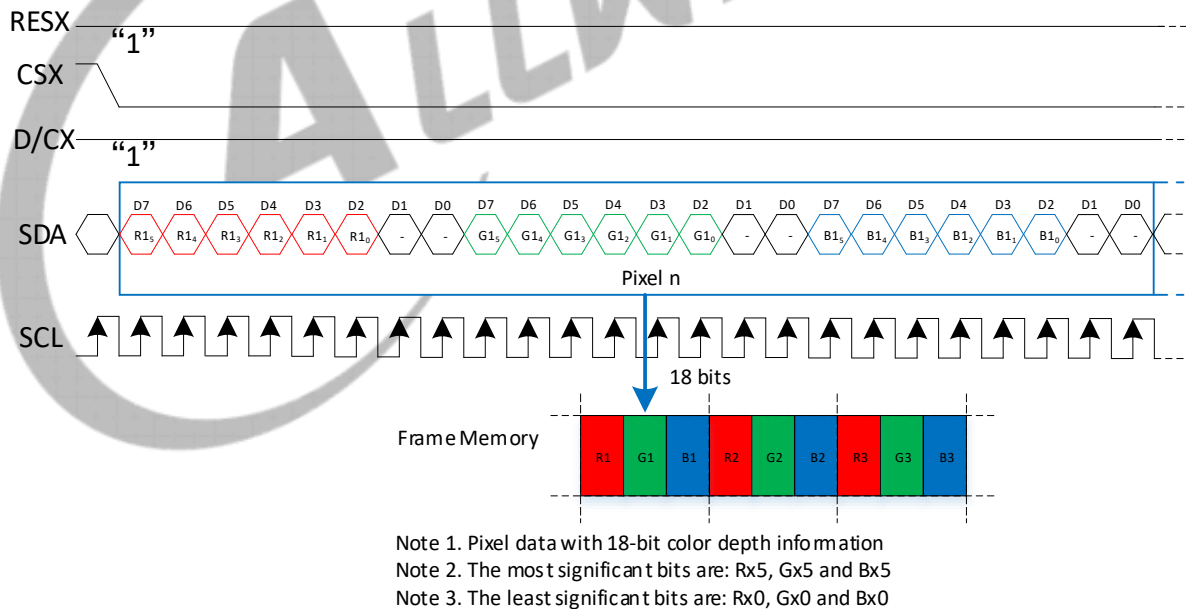 RESX
“1”
CSX
D/CX
“1”
ALLWI
D7 D6 D5 D4 D3 D2 D1 D0 D7 D6 D5 D4 D3 D2 D1 D0 D7 D6 D5 D4 D3 D2 D1 D0
SDA R1₅ R1₄ R1₃ R1₂ R1₁ R1₀ - - G1₅ G1₄ G1₃ G1₂ G1₁ G1₀ - - B1₅ B1₄ B1₃ B1₂ B1₁ B1₀ - -
Pixel n
SCL
18 bits
Frame Memory
R1 G1 B1 R2 G2 B2 R3 G3 B3
Note 1. Pixel data with 18-bit color depth information
Note 2. The most significant bits are: Rx5, Gx5 and Bx5
Note 3. The least significant bits are: Rx0, Gx0 and Bx0